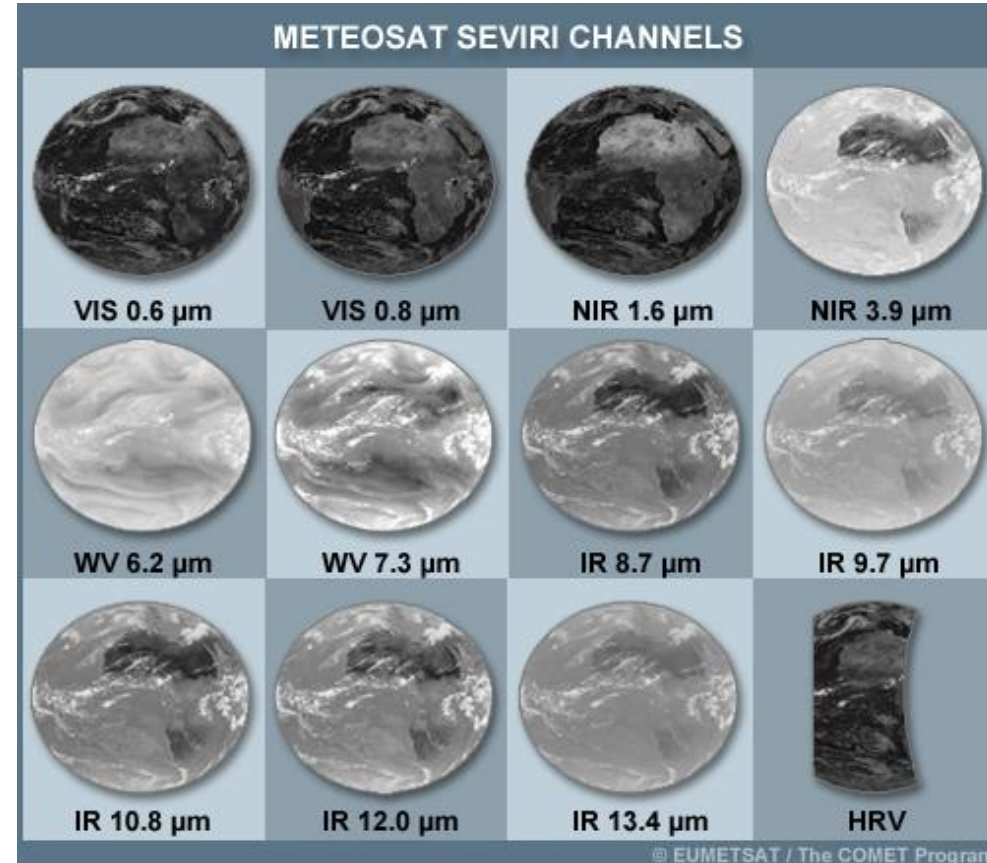 METEOSAT SEVIRI CHANNELS
VIS 0.6 µm
VIS 0.8 µm
NIR 1.6 µm
NIR 3.9 µm
WV 6.2 µm
WV 7.3 µm
IR 8.7 µm
IR 9.7 µm
IR 10.8 µm
IR 12.0 µm
IR 13.4 µm
HRV
© EUMETSAT / The COMET Program